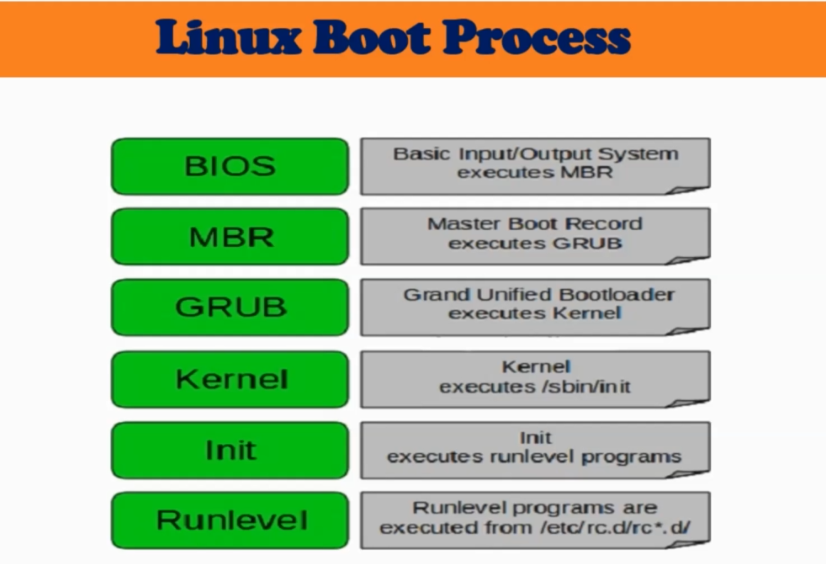 Linux Boot Process
BIOS
Basic Input/Output System
executes MBR
MBR
Master Boot Record
executes GRUB
GRUB
Grand Unified Bootloader
executes Kernel
Kernel
Kernel
executes /sbin/init
Init
Init
executes runlevel programs
Runlevel
Runlevel programs are
executed from /etc/rc.d/rc*.d/